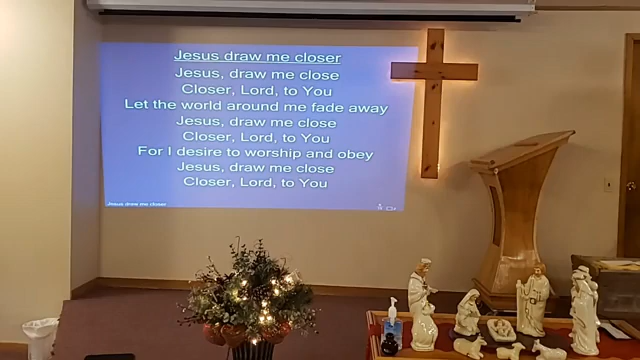 Jesus draw me closer
Jesus, draw me close
Closer, Lord, to You
Let the world around me fade away
Jesus, draw me close
Closer, Lord, to You
For I desire to worship and obey
Jesus, draw me close
Closer, Lord, to You
Jesus draw me closer